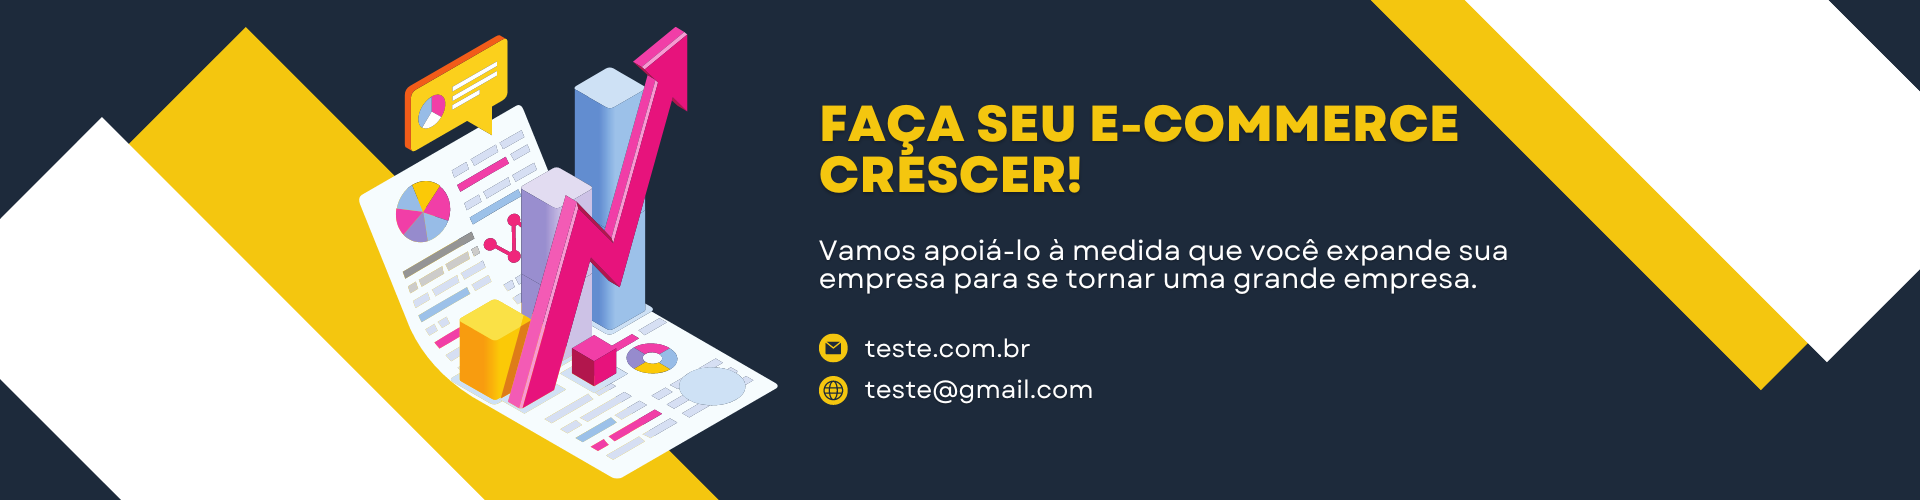 FAÇA SEU E-COMMERCE
CRESCER!
Vamos apoiá-lo à medida que você expande sua
empresa para se tornar uma grande empresa.
teste.com.br
teste@gmail.com